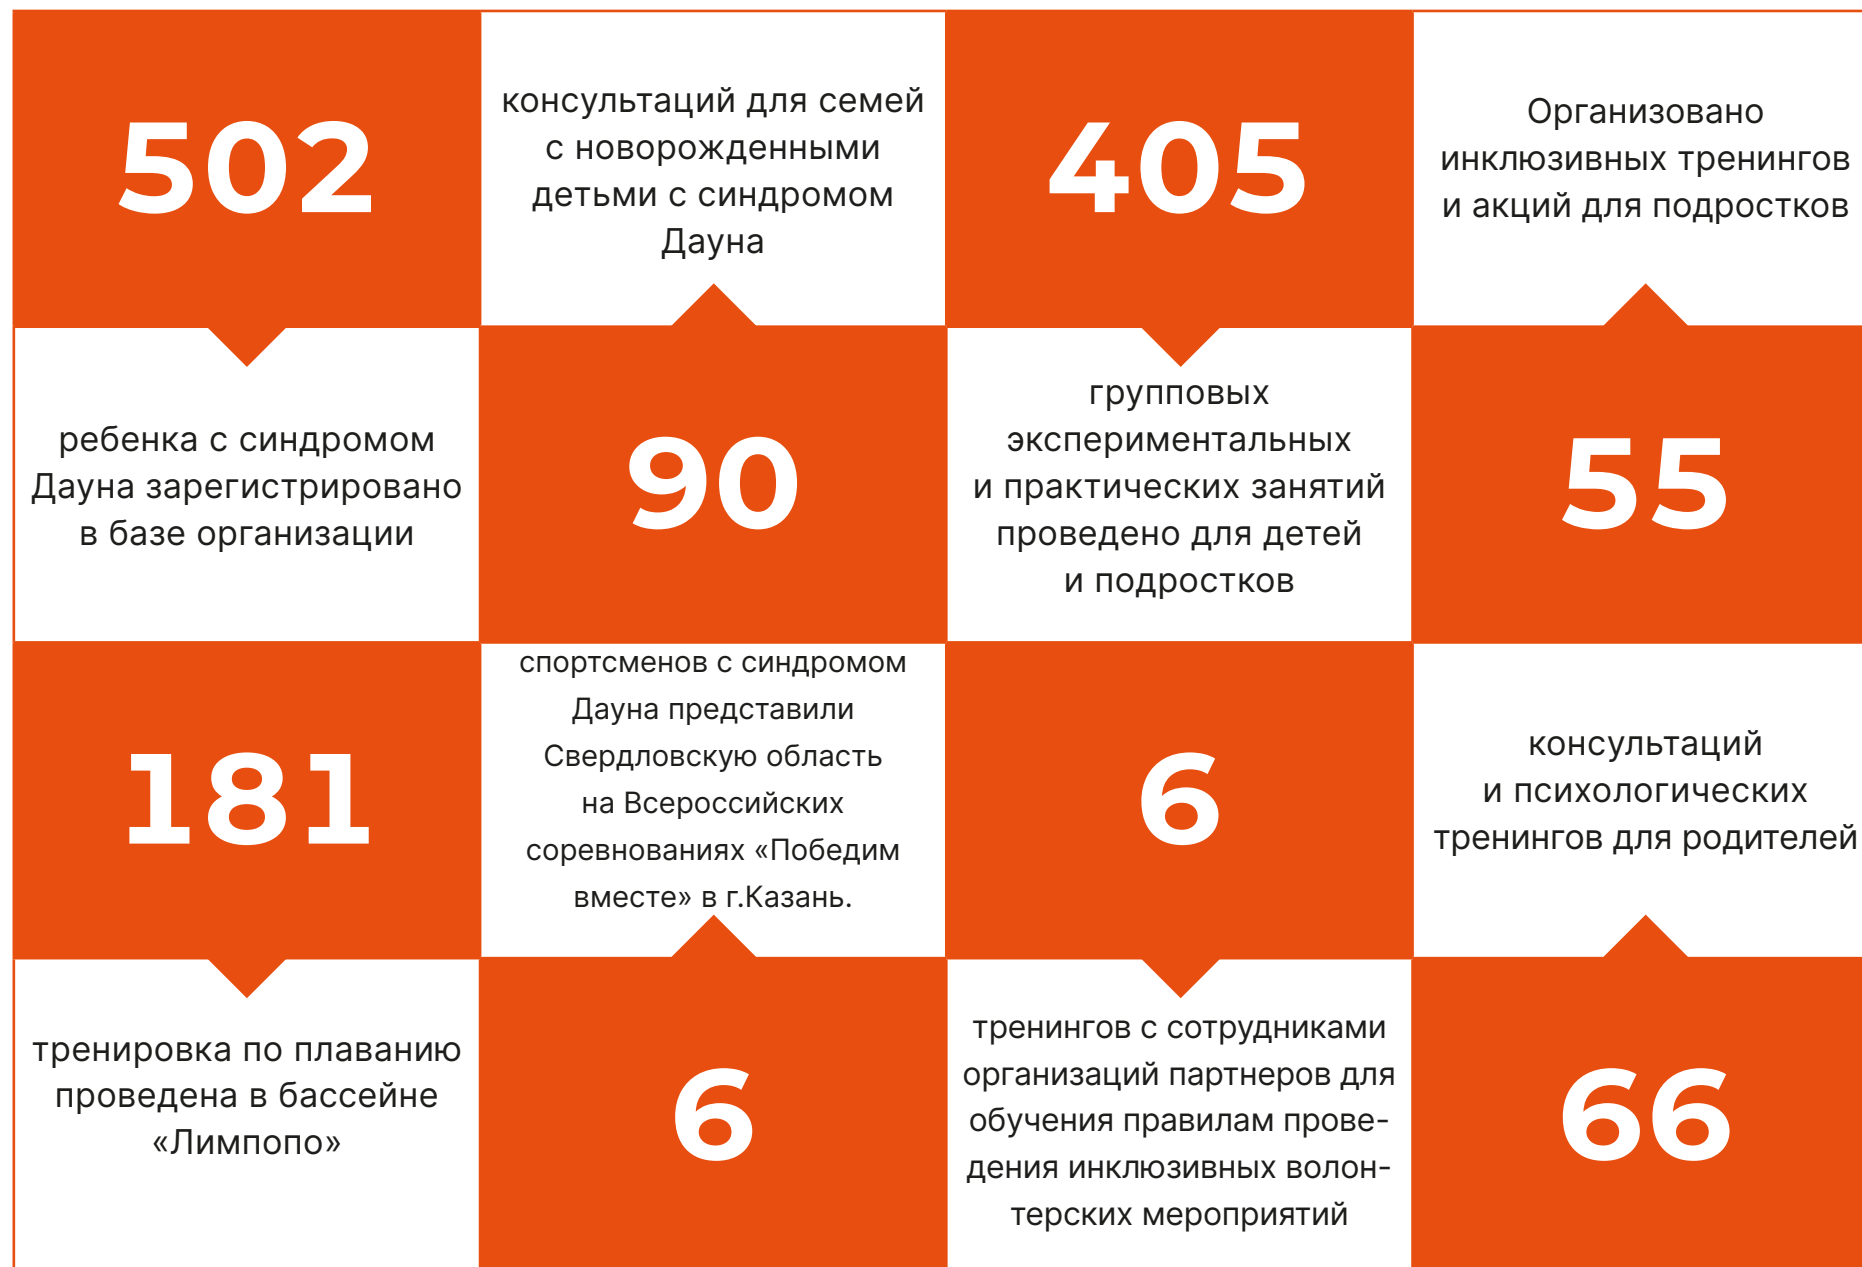 502
ребенка с синдромом
Дауна зарегистрировано
в базе организации
консультаций для семей
с новорожденными
детьми с синдромом
Дауна
90
405
групповых
экспериментальных
и практических занятий
проведено для детей
и подростков
Организовано
инклюзивных тренингов
и акций для подростков
55
181
тренировка по плаванию
проведена в бассейне
«Лимпопо»
спортсменов с синдромом
Дауна представили
Свердловскую область
на Всероссийских
соревнованиях «Победим
вместе» в г.Казань.
6
6
тренингов с сотрудниками
организаций партнеров для
обучения правилам прове-
дения инклюзивных волон-
терских мероприятий
консультаций
и психологических
тренингов для родителей
66